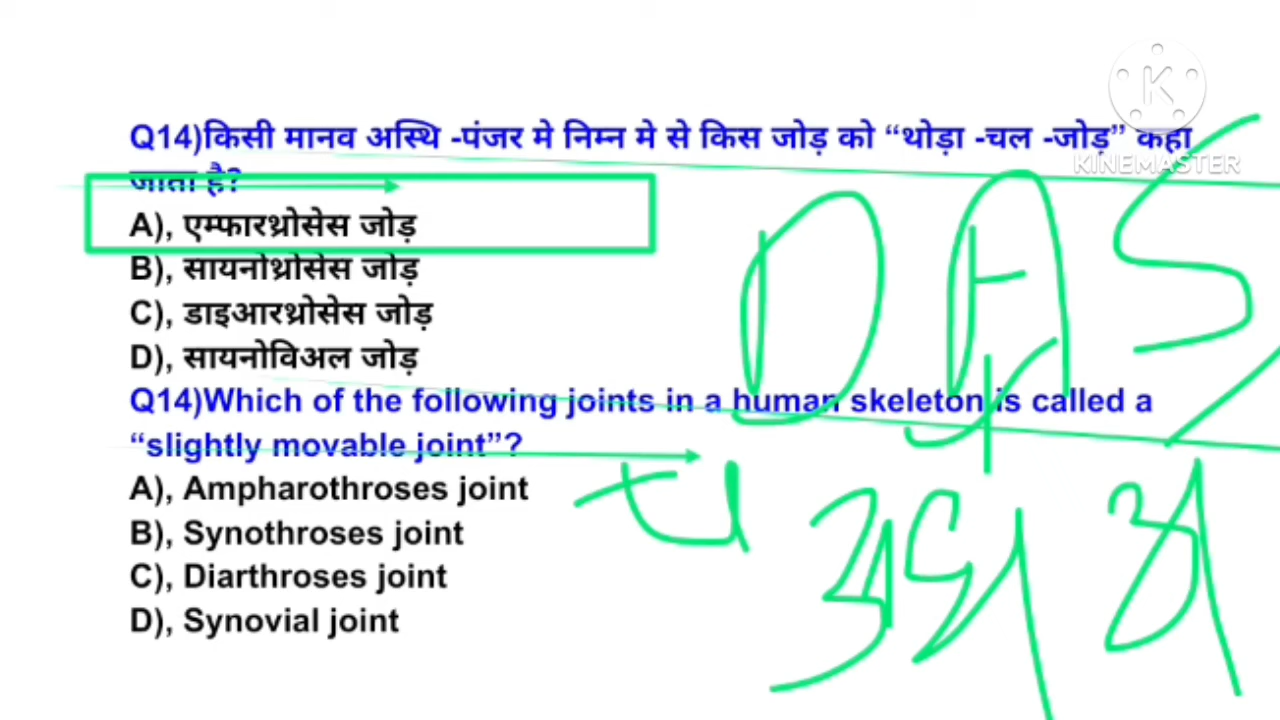 Q14)किसी मानव अस्थि -पंजर मे निम्न मे से किस जोड़ को “थोड़ा -चल -जोड़” कहा
जाता है?
A), एम्फारथ्रोसेस जोड़
B), सायनोथ्रोसेस जोड़
C), डाइआरथ्रोसेस जोड़
D), सायनोविअल जोड़
Q14)Which of the following joints in a human skeleton is called a
“slightly movable joint”?
A), Ampharothroses joint
B), Synothroses joint
C), Diarthroses joint
D), Synovial joint
K
KINEMASTER
D A S